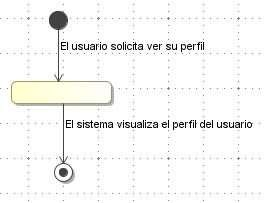 El usuario solicita ver su perfil
El sistema visualiza el perfil del usuario